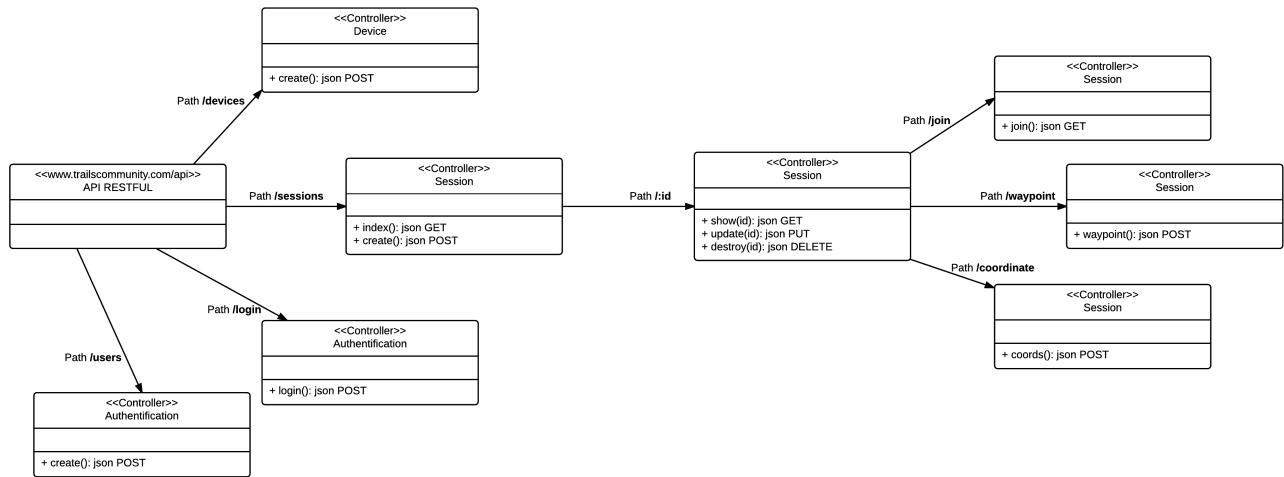 <<Controller>>
Device
+ create(): json POST
Path /devices
<<www.trailscommunity.com/api>>
API RESTFUL
Path /sessions
<<Controller>>
Session
+ index(): json GET
+ create(): json POST
Path /:id
<<Controller>>
Session
+ show(id): json GET
+ update(id): json PUT
+ destroy(id): json DELETE
Path /join
<<Controller>>
Session
+ join(): json GET
Path /waypoint
<<Controller>>
Session
+ waypoint(): json POST
Path /coordinate
<<Controller>>
Session
+ coords(): json POST
Path /login
<<Controller>>
Authentification
+ login(): json POST
Path /users
<<Controller>>
Authentification
+ create(): json POST